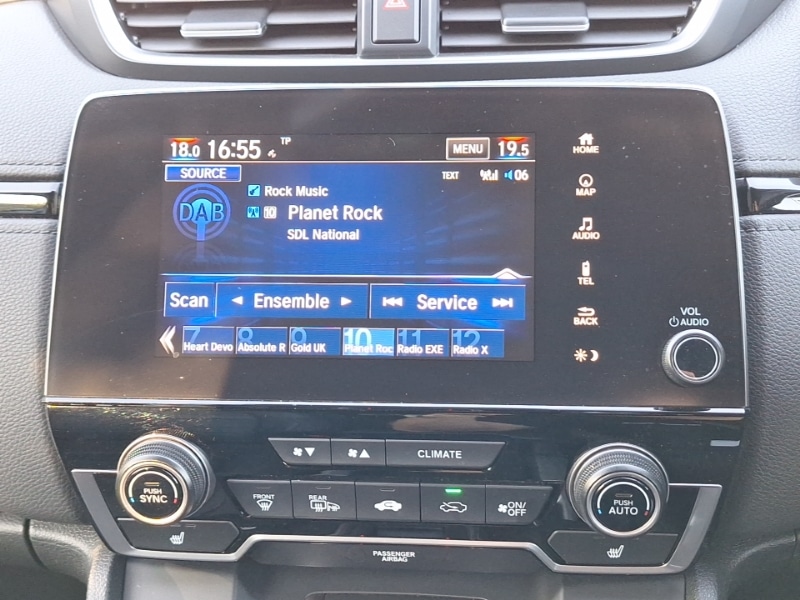 18.0 16:55 TP MENU 19.5
SOURCE TEXT 06
Rock Music
DAB
10 Planet Rock
SDL National
Scan Ensemble Service
7 8 9 10 11 12
Heart Devo Absolute R Gold UK Planet Roc Radio EXE Radio X
HOME
MAP
AUDIO
TEL
BACK
VOL
AUDIO
CLIMATE
PUSH SYNC
FRONT
REAR
ON/OFF
PUSH AUTO
PASSENGER
AIRBAG